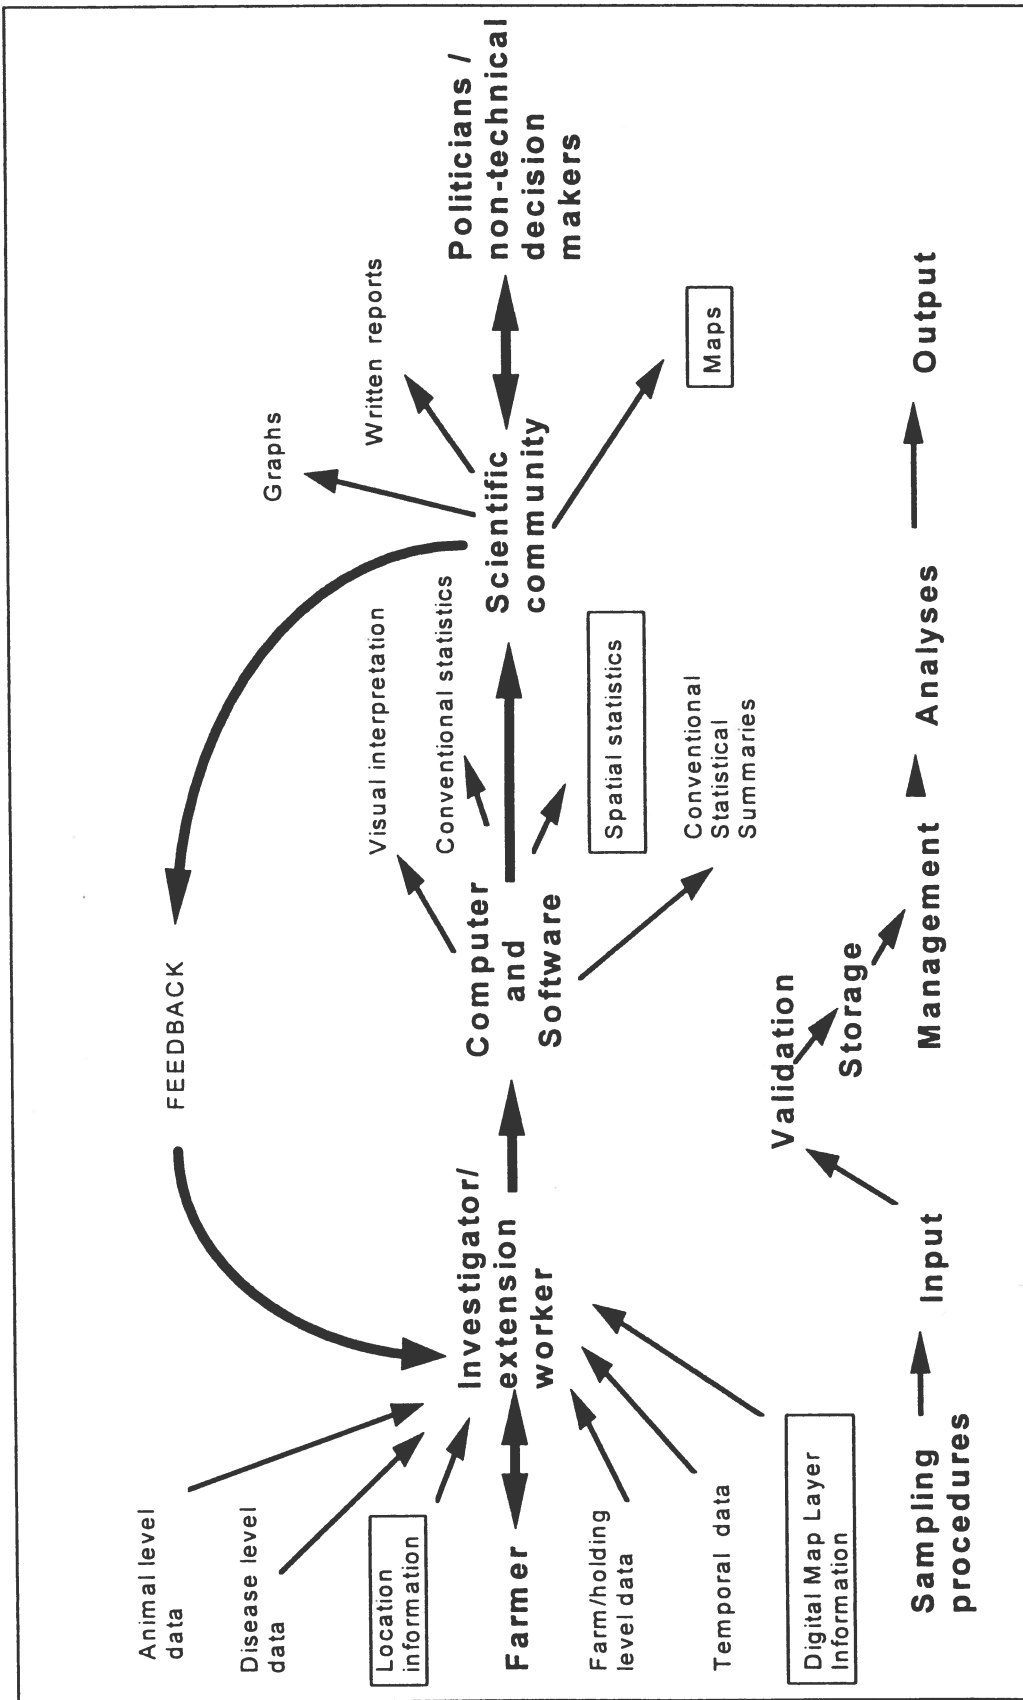 FEEDBACK
Graphs
Written reports
Animal level
data
Disease level
data
Location
information
Farmer
Farm/holding
level data
Temporal data
Digital Map Layer
Information
Investigator/
extension
worker
Computer
and
Software
Visual interpretation
Conventional statistics
Spatial statistics
Conventional
Statistical
Summaries
Scientific
community
Maps
Politicians /
non-technical
decision
makers
Sampling
procedures
Input
Validation
Storage
Management
Analyses
Output